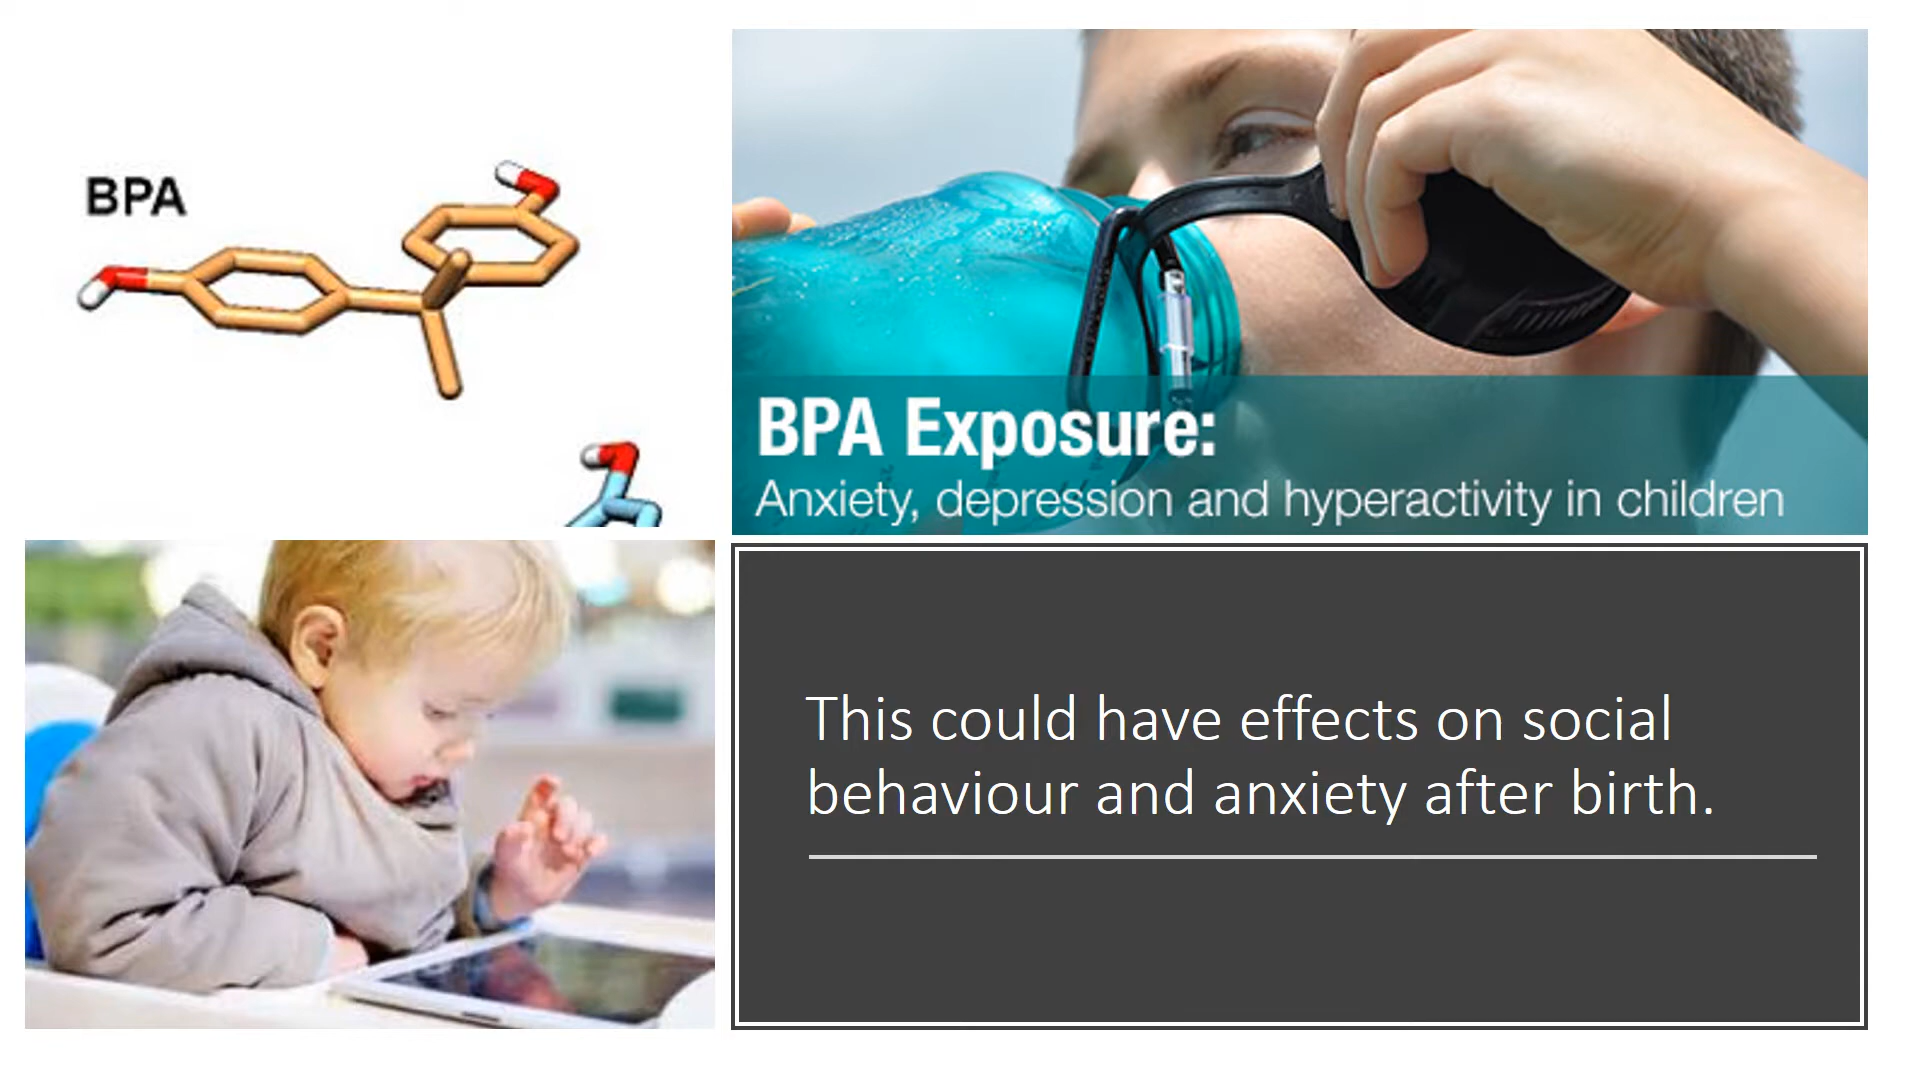 BPA
BPA Exposure:
Anxiety, depression and hyperactivity in children
This could have effects on social
behaviour and anxiety after birth.